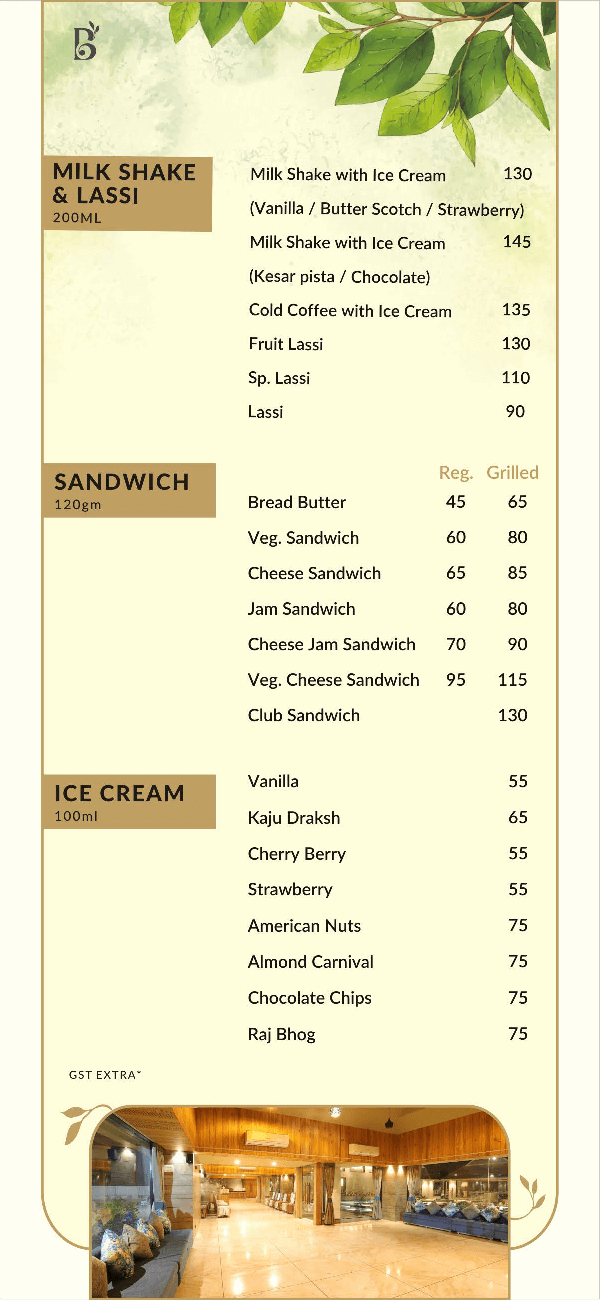 B
MILK SHAKE
& LASSI
200ML
Milk Shake with Ice Cream 130
(Vanilla / Butter Scotch / Strawberry)
Milk Shake with Ice Cream 145
(Kesar pista / Chocolate)
Cold Coffee with Ice Cream 135
Fruit Lassi 130
Sp. Lassi 110
Lassi 90
SANDWICH
120gm
Reg. Grilled
Bread Butter 45 65
Veg. Sandwich 60 80
Cheese Sandwich 65 85
Jam Sandwich 60 80
Cheese Jam Sandwich 70 90
Veg. Cheese Sandwich 95 115
Club Sandwich 130
ICE CREAM
100ml
Vanilla 55
Kaju Draksh 65
Cherry Berry 55
Strawberry 55
American Nuts 75
Almond Carnival 75
Chocolate Chips 75
Raj Bhog 75
GST EXTRA*